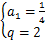 {a₁ = 1/4
q = 2